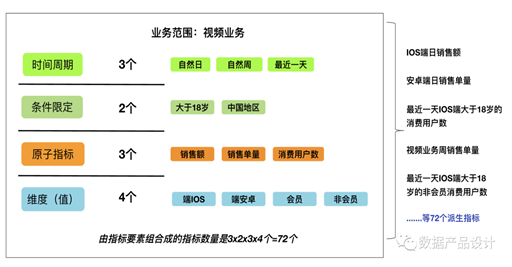 业务范围：视频业务
时间周期 3个 自然日 自然周 最近一天
条件限定 2个 大于18岁 中国地区
原子指标 3个 销售额 销售单量 消费用户数
维度（值） 4个 端IOS 端安卓 会员 非会员
由指标要素组合成的指标数量是3x2x3x4个=72个
IOS端日销售额
安卓端日销售单量
最近一天IOS端大于18岁的
消费用户数
视频业务周销售单量
最近一天IOS端大于18
岁的非会员消费用户数
.......等72个派生指标
数据产品设计